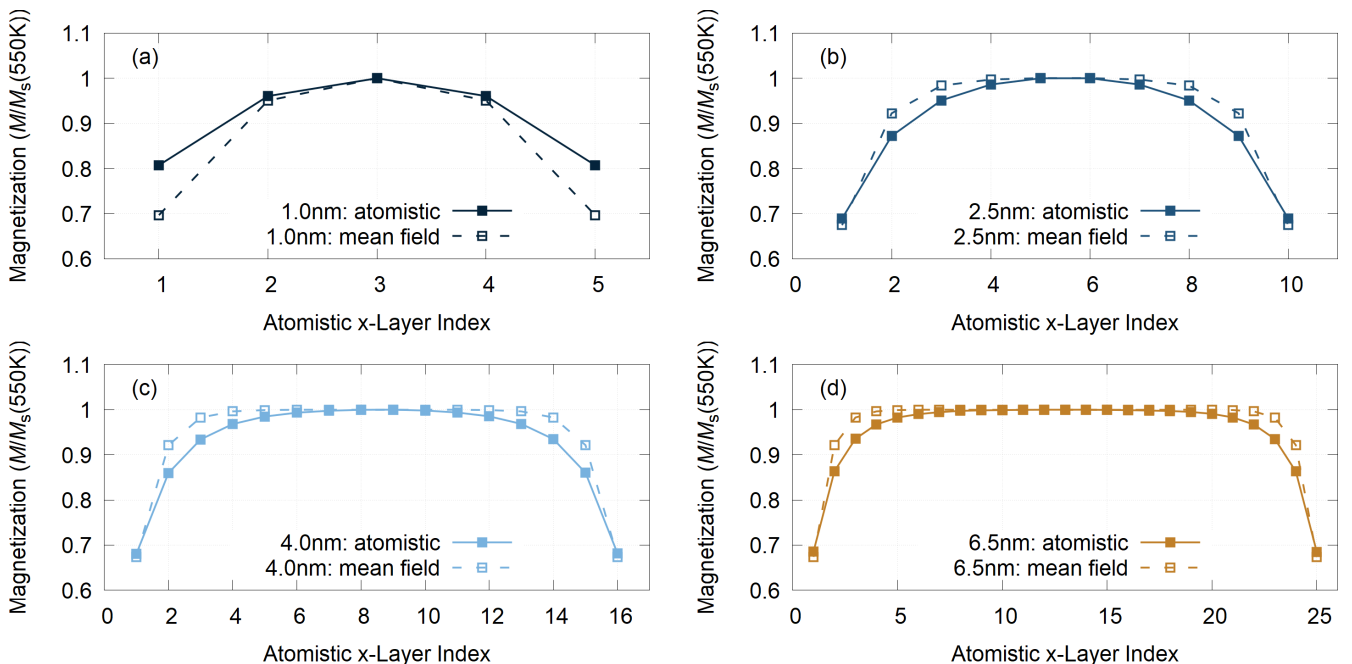 Magnetization (M/Ms(550K))
1.1
1
0.9
0.8
0.7
0.6
(a)
1.0nm: atomistic
1.0nm: mean field
1 2 3 4 5
Atomistic x-Layer Index
Magnetization (M/Ms(550K))
1.1
1
0.9
0.8
0.7
0.6
(b)
2.5nm: atomistic
2.5nm: mean field
0 2 4 6 8 10
Atomistic x-Layer Index
Magnetization (M/Ms(550K))
1.1
1
0.9
0.8
0.7
0.6
(c)
4.0nm: atomistic
4.0nm: mean field
0 2 4 6 8 10 12 14 16
Atomistic x-Layer Index
Magnetization (M/Ms(550K))
1.1
1
0.9
0.8
0.7
0.6
(d)
6.5nm: atomistic
6.5nm: mean field
0 5 10 15 20 25
Atomistic x-Layer Index